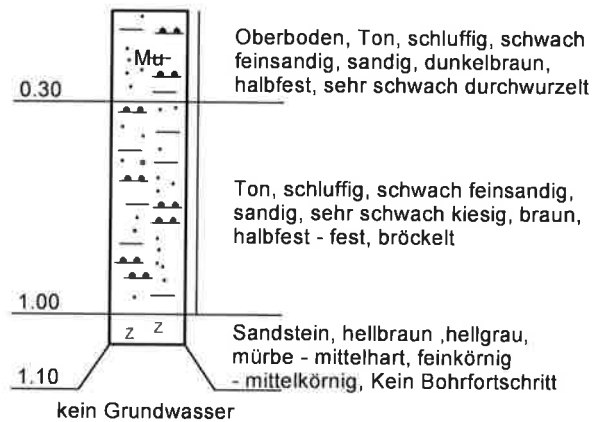 Oberboden, Ton, schluffig, schwach
feinsandig, sandig, dunkelbraun,
halbfest, sehr schwach durchwurzelt
Mu
0.30
Ton, schluffig, schwach feinsandig,
sandig, sehr schwach kiesig, braun,
halbfest - fest, bröckelt
1.00
Z Z
Sandstein, hellbraun ,hellgrau,
mürbe - mittelhart, feinkörnig
- mittelkörnig, Kein Bohrfortschritt
1.10
kein Grundwasser